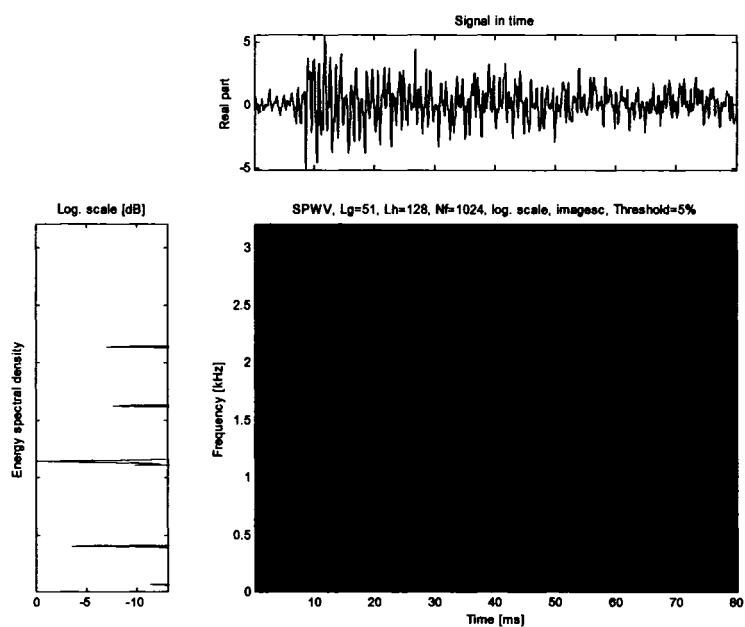 Signal in time
Real part
5
0
-5
Log. scale [dB]
SPWV, Lg=51, Lh=128, Nf=1024, log. scale, imagesc, Threshold=5%
Energy spectral density
Frequency [kHz]
3
2.5
2
1.5
1
0.5
0
0 -5 -10
10 20 30 40 50 60 70 80
Time [ms]